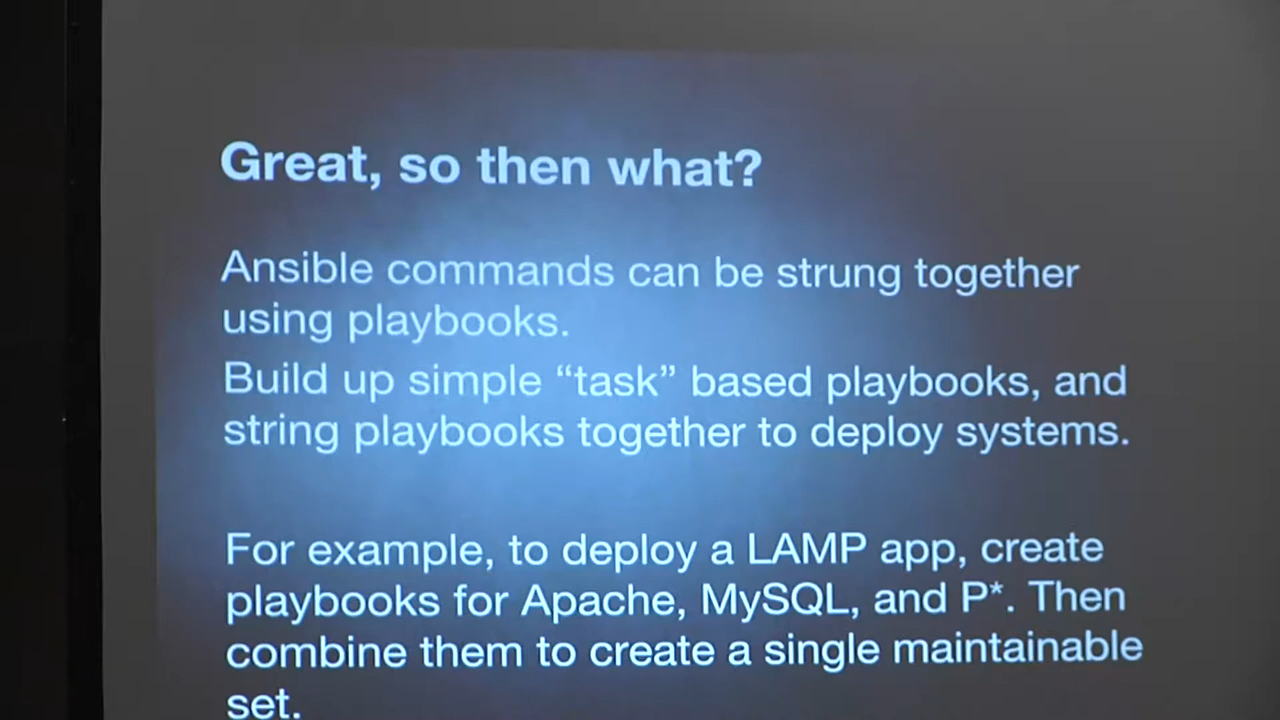 Great, so then what?
Ansible commands can be strung together
using playbooks.
Build up simple “task” based playbooks, and
string playbooks together to deploy systems.
For example, to deploy a LAMP app, create
playbooks for Apache, MySQL, and P*. Then
combine them to create a single maintainable
set.